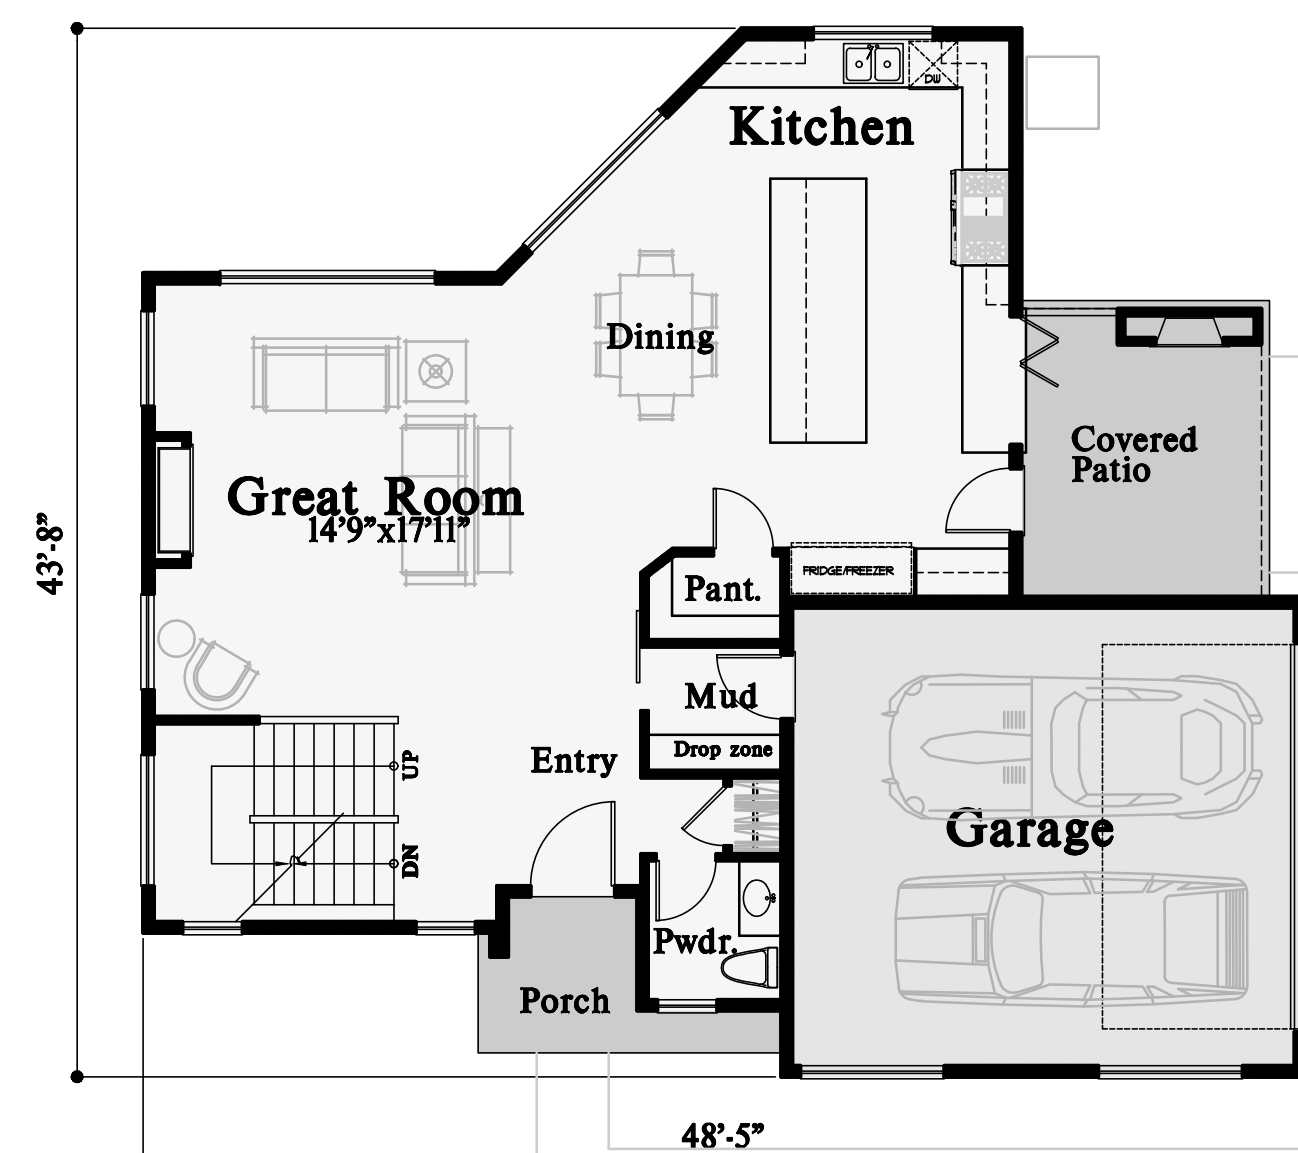 DW
Kitchen
Dining
Covered
Patio
Great Room
14'9"x17'11"
43'-8"
FRIDGE/FREEZER
Pant.
Mud
Drop zone
Entry
UP
DN
Garage
Pwdr.
Porch
48'-5"